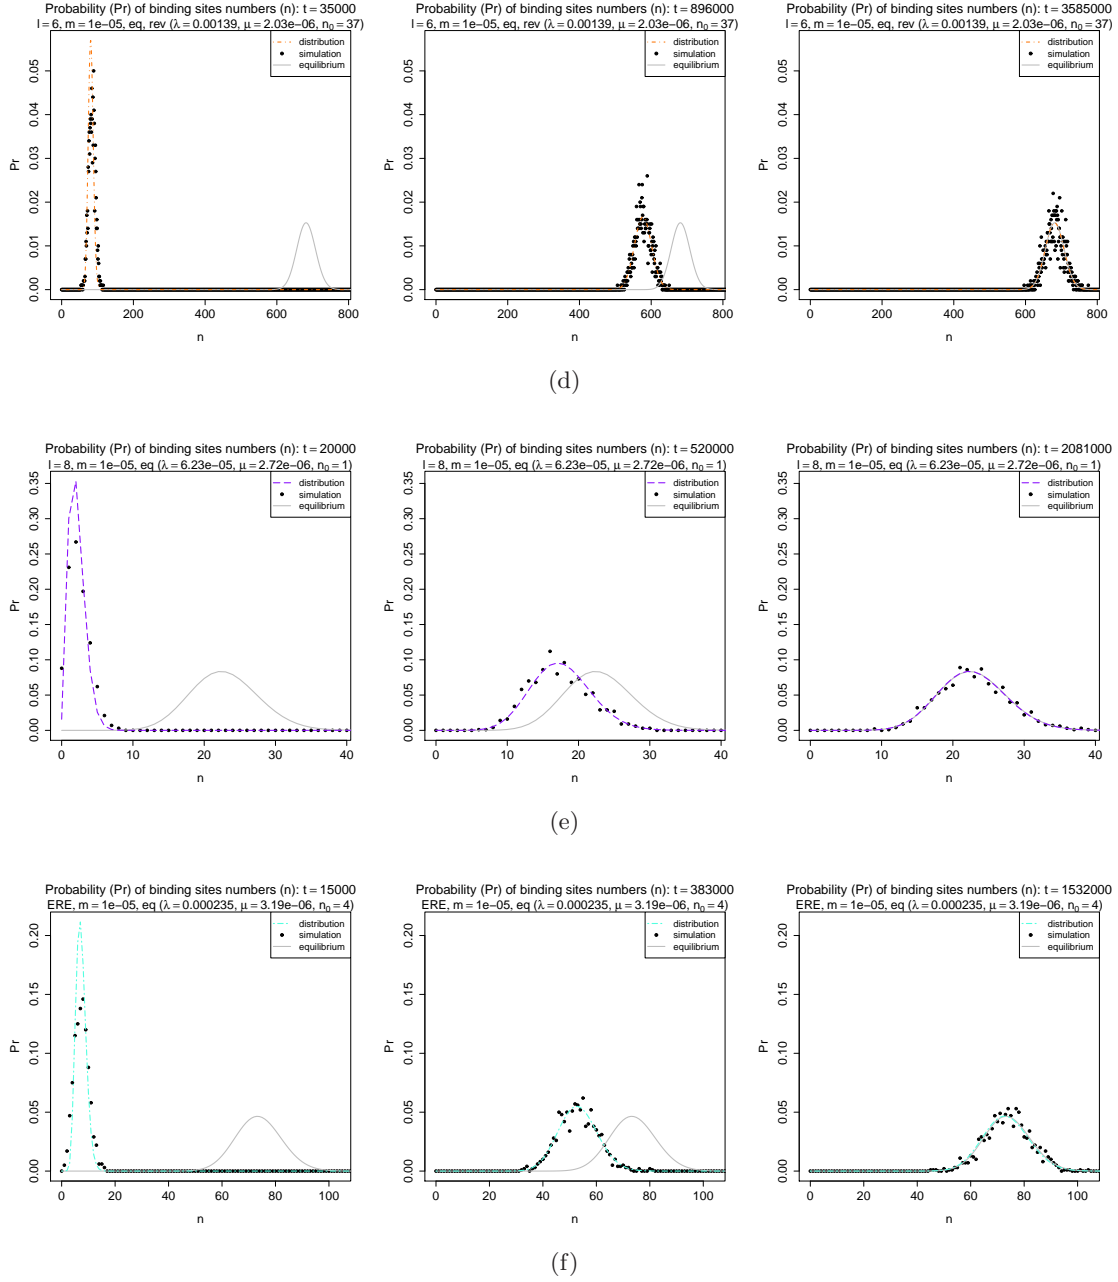 Probability (Pr) of binding sites numbers (n): t = 35000
l = 6, m = 1e−05, eq, rev (λ = 0.00139, μ = 2.03e−06, n0 = 37)
distribution
simulation
equilibrium
0.00 0.01 0.02 0.03 0.04 0.05
Pr
0 200 400 600 800
n
Probability (Pr) of binding sites numbers (n): t = 896000
l = 6, m = 1e−05, eq, rev (λ = 0.00139, μ = 2.03e−06, n0 = 37)
distribution
simulation
equilibrium
0.00 0.01 0.02 0.03 0.04 0.05
Pr
0 200 400 600 800
n
Probability (Pr) of binding sites numbers (n): t = 3585000
l = 6, m = 1e−05, eq, rev (λ = 0.00139, μ = 2.03e−06, n0 = 37)
distribution
simulation
equilibrium
0.00 0.01 0.02 0.03 0.04 0.05
Pr
0 200 400 600 800
n
(d)
Probability (Pr) of binding sites numbers (n): t = 20000
l = 8, m = 1e−05, eq (λ = 6.23e−05, μ = 2.72e−06, n0 = 1)
distribution
simulation
equilibrium
0.00 0.05 0.10 0.15 0.20 0.25 0.30 0.35
Pr
0 10 20 30 40
n
Probability (Pr) of binding sites numbers (n): t = 520000
l = 8, m = 1e−05, eq (λ = 6.23e−05, μ = 2.72e−06, n0 = 1)
distribution
simulation
equilibrium
0.00 0.05 0.10 0.15 0.20 0.25 0.30 0.35
Pr
0 10 20 30 40
n
Probability (Pr) of binding sites numbers (n): t = 2081000
l = 8, m = 1e−05, eq (λ = 6.23e−05, μ = 2.72e−06, n0 = 1)
distribution
simulation
equilibrium
0.00 0.05 0.10 0.15 0.20 0.25 0.30 0.35
Pr
0 10 20 30 40
n
(e)
Probability (Pr) of binding sites numbers (n): t = 15000
ERE, m = 1e−05, eq (λ = 0.000235, μ = 3.19e−06, n0 = 4)
distribution
simulation
equilibrium
0.00 0.05 0.10 0.15 0.20
Pr
0 20 40 60 80 100
n
Probability (Pr) of binding sites numbers (n): t = 383000
ERE, m = 1e−05, eq (λ = 0.000235, μ = 3.19e−06, n0 = 4)
distribution
simulation
equilibrium
0.00 0.05 0.10 0.15 0.20
Pr
0 20 40 60 80 100
n
Probability (Pr) of binding sites numbers (n): t = 1532000
ERE, m = 1e−05, eq (λ = 0.000235, μ = 3.19e−06, n0 = 4)
distribution
simulation
equilibrium
0.00 0.05 0.10 0.15 0.20
Pr
0 20 40 60 80 100
n
(f)